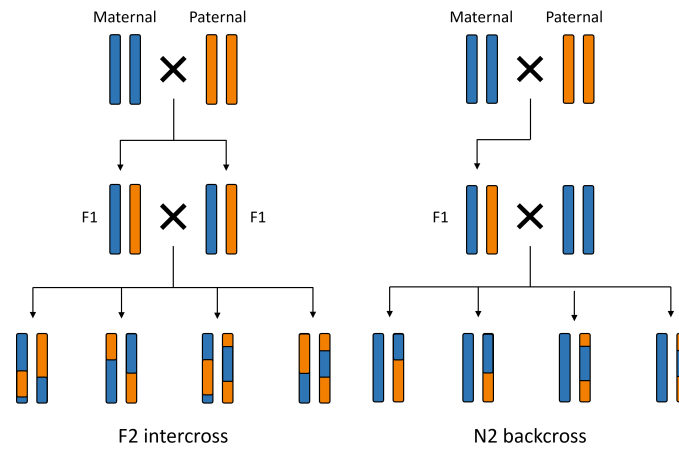 Maternal Paternal
Maternal Paternal
F1
F1
F1
F2 intercross
N2 backcross